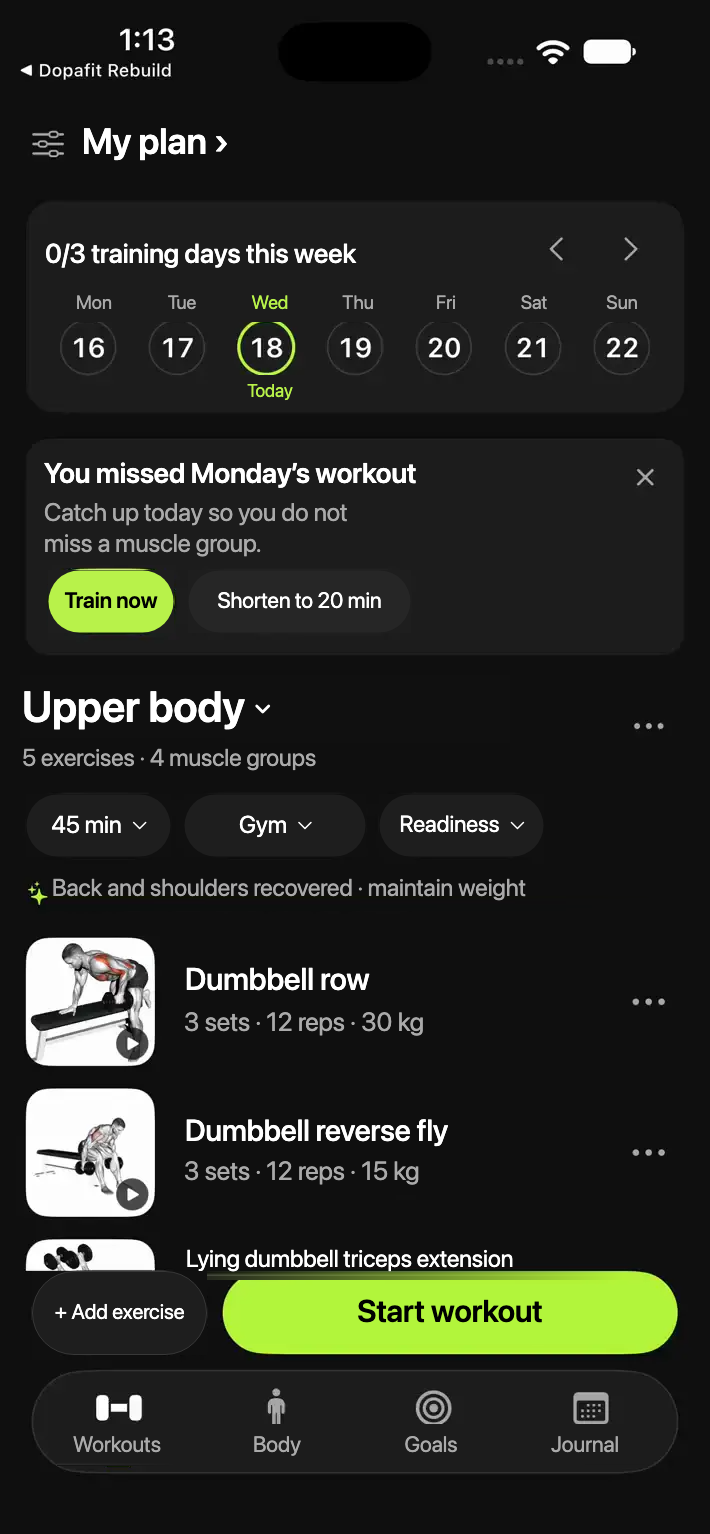 1:13
◀ Dopafit Rebuild
My plan ›
0/3 training days this week
Mon Tue Wed Thu Fri Sat Sun
16 17 18 19 20 21 22
Today
You missed Monday’s workout
Catch up today so you do not
miss a muscle group.
Train now Shorten to 20 min
Upper body
5 exercises · 4 muscle groups
45 min Gym Readiness
Back and shoulders recovered · maintain weight
Dumbbell row
3 sets · 12 reps · 30 kg
Dumbbell reverse fly
3 sets · 12 reps · 15 kg
Lying dumbbell triceps extension
+ Add exercise Start workout
Workouts Body Goals Journal